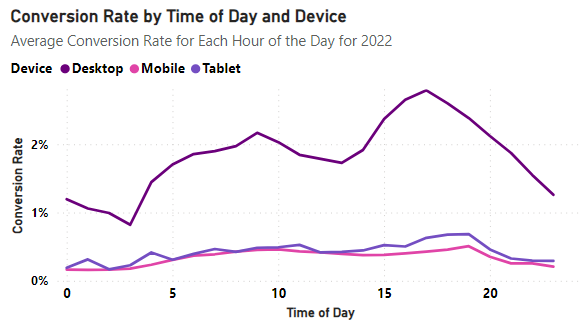 Conversion Rate by Time of Day and Device
Average Conversion Rate for Each Hour of the Day for 2022
Device Desktop Mobile Tablet
Conversion Rate
2%
1%
0%
0 5 10 15 20
Time of Day